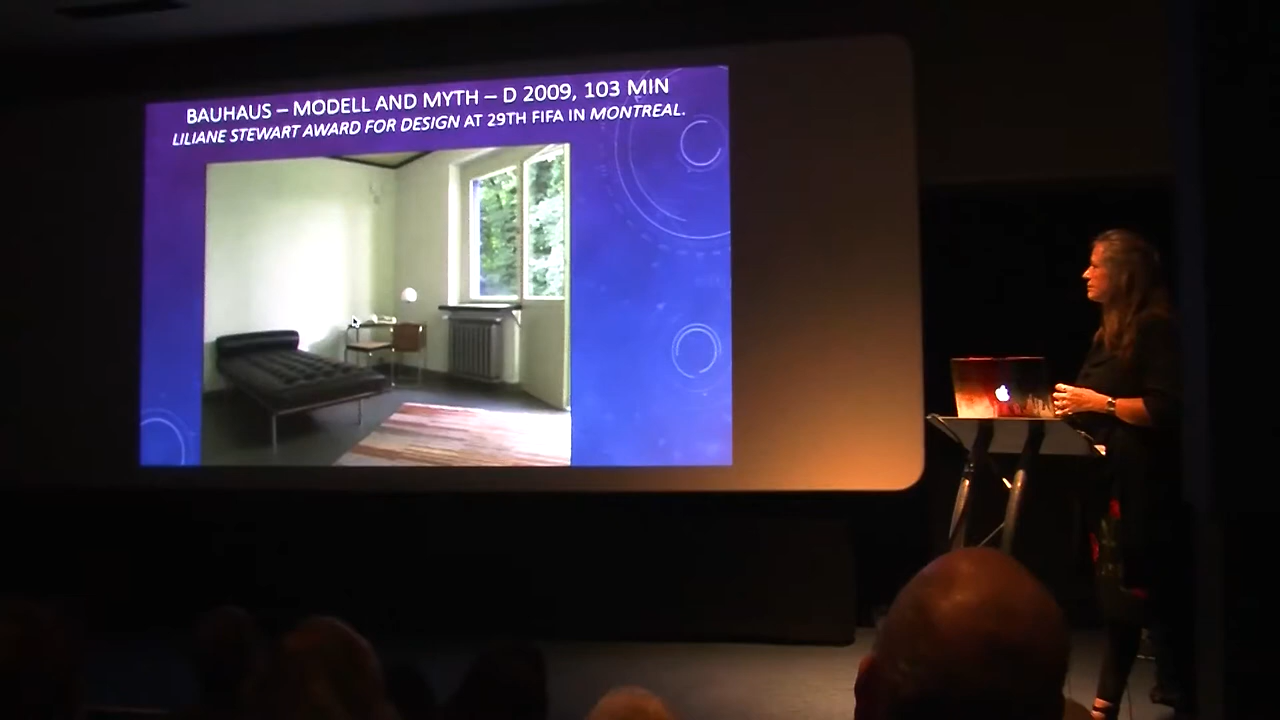 BAUHAUS – MODELL AND MYTH – D 2009, 103 MIN
LILIANE STEWART AWARD FOR DESIGN AT 29TH FIFA IN MONTREAL.